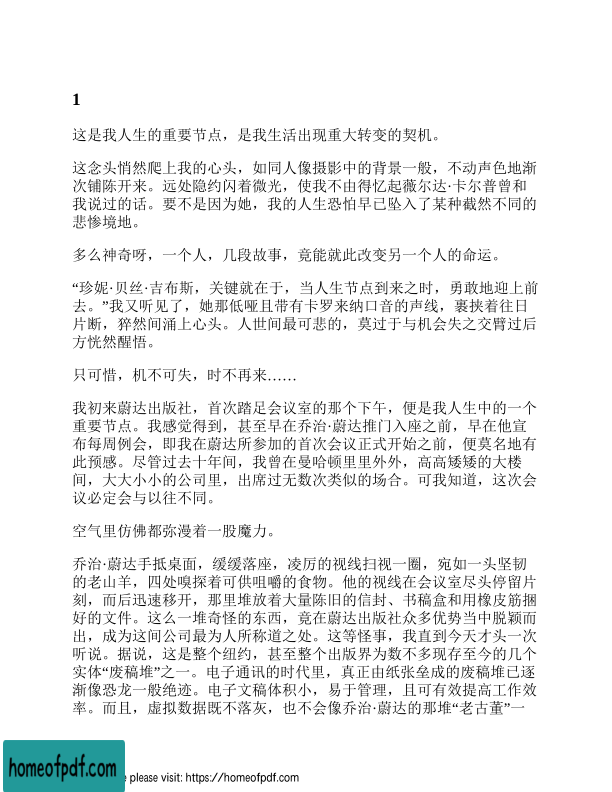 1
这是我人生的重要节点，是我生活出现重大转变的契机。
这念头悄然爬上我的心头，如同人像摄影中的背景一般，不动声色地渐
次铺陈开来。远处隐约闪着微光，使我不由得忆起薇尔达·卡尔普曾和
我说过的话。要不是因为她，我的人生恐怕早已坠入了某种截然不同的
悲惨境地。
多么神奇呀，一个人，几段故事，竟能就此改变另一个人的命运。
“珍妮·贝丝·吉布斯，关键就在于，当人生节点到来之时，勇敢地迎上前
去。”我又听见了，她那低哑且带有卡罗来纳口音的声线，裹挟着往日
片断，猝然间涌上心头。人世间最可悲的，莫过于与机会失之交臂过后
方恍然醒悟。
只可惜，机不可失，时不再来……
我初来蔚达出版社，首次踏足会议室的那个下午，便是我人生中的一个
重要节点。我感觉得到，甚至早在乔治·蔚达推门入座之前，早在他宣
布每周例会，即我在蔚达所参加的首次会议正式开始之前，便莫名地有
此预感。尽管过去十年间，我曾在曼哈顿里里外外，高高矮矮的大楼
间，大大小小的公司里，出席过无数次类似的场合。可我知道，这次会
议必定会与以往不同。
空气里仿佛都弥漫着一股魔力。
乔治·蔚达手抵桌面，缓缓落座，凌厉的视线扫视一圈，宛如一头坚韧
的老山羊，四处嗅探着可供咀嚼的食物。他的视线在会议室尽头停留片
刻，而后迅速移开，那里堆放着大量陈旧的信封、书稿盒和用橡皮筋捆
好的文件。这么一堆奇怪的东西，竟在蔚达出版社众多优势当中脱颖而
出，成为这间公司最为人所称道之处。这等怪事，我直到今天才头一次
听说。据说，这是整个纽约，甚至整个出版界为数不多现存至今的几个
实体“废稿堆”之一。电子通讯的时代里，真正由纸张垒成的废稿堆已逐
渐像恐龙一般绝迹。电子文稿体积小，易于管理，且可有效提高工作效
率。而且，虚拟数据既不落灰，也不会像乔治·蔚达的那堆“老古董”一
homeofpdf.com
e please visit: https://homeofpdf.com